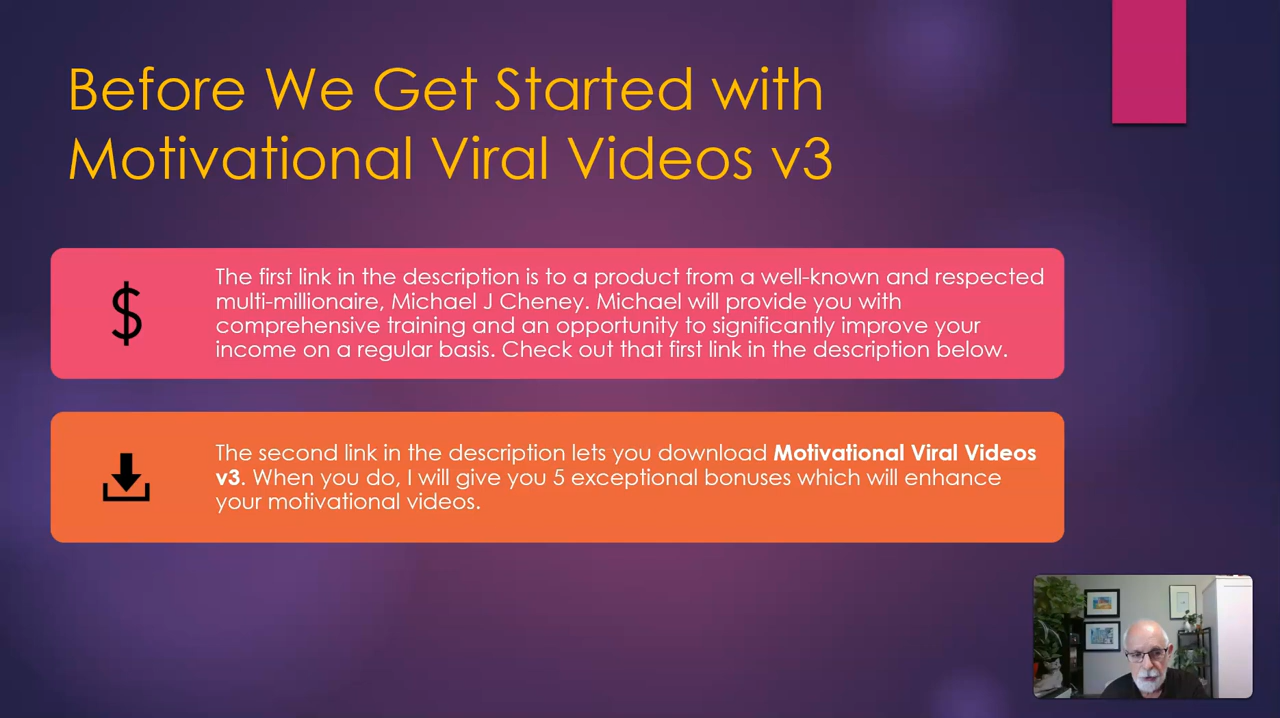 Before We Get Started with
Motivational Viral Videos v3
The first link in the description is to a product from a well-known and respected
multi-millionaire, Michael J Cheney. Michael will provide you with
comprehensive training and an opportunity to significantly improve your
income on a regular basis. Check out that first link in the description below.
The second link in the description lets you download Motivational Viral Videos
v3. When you do, I will give you 5 exceptional bonuses which will enhance
your motivational videos.